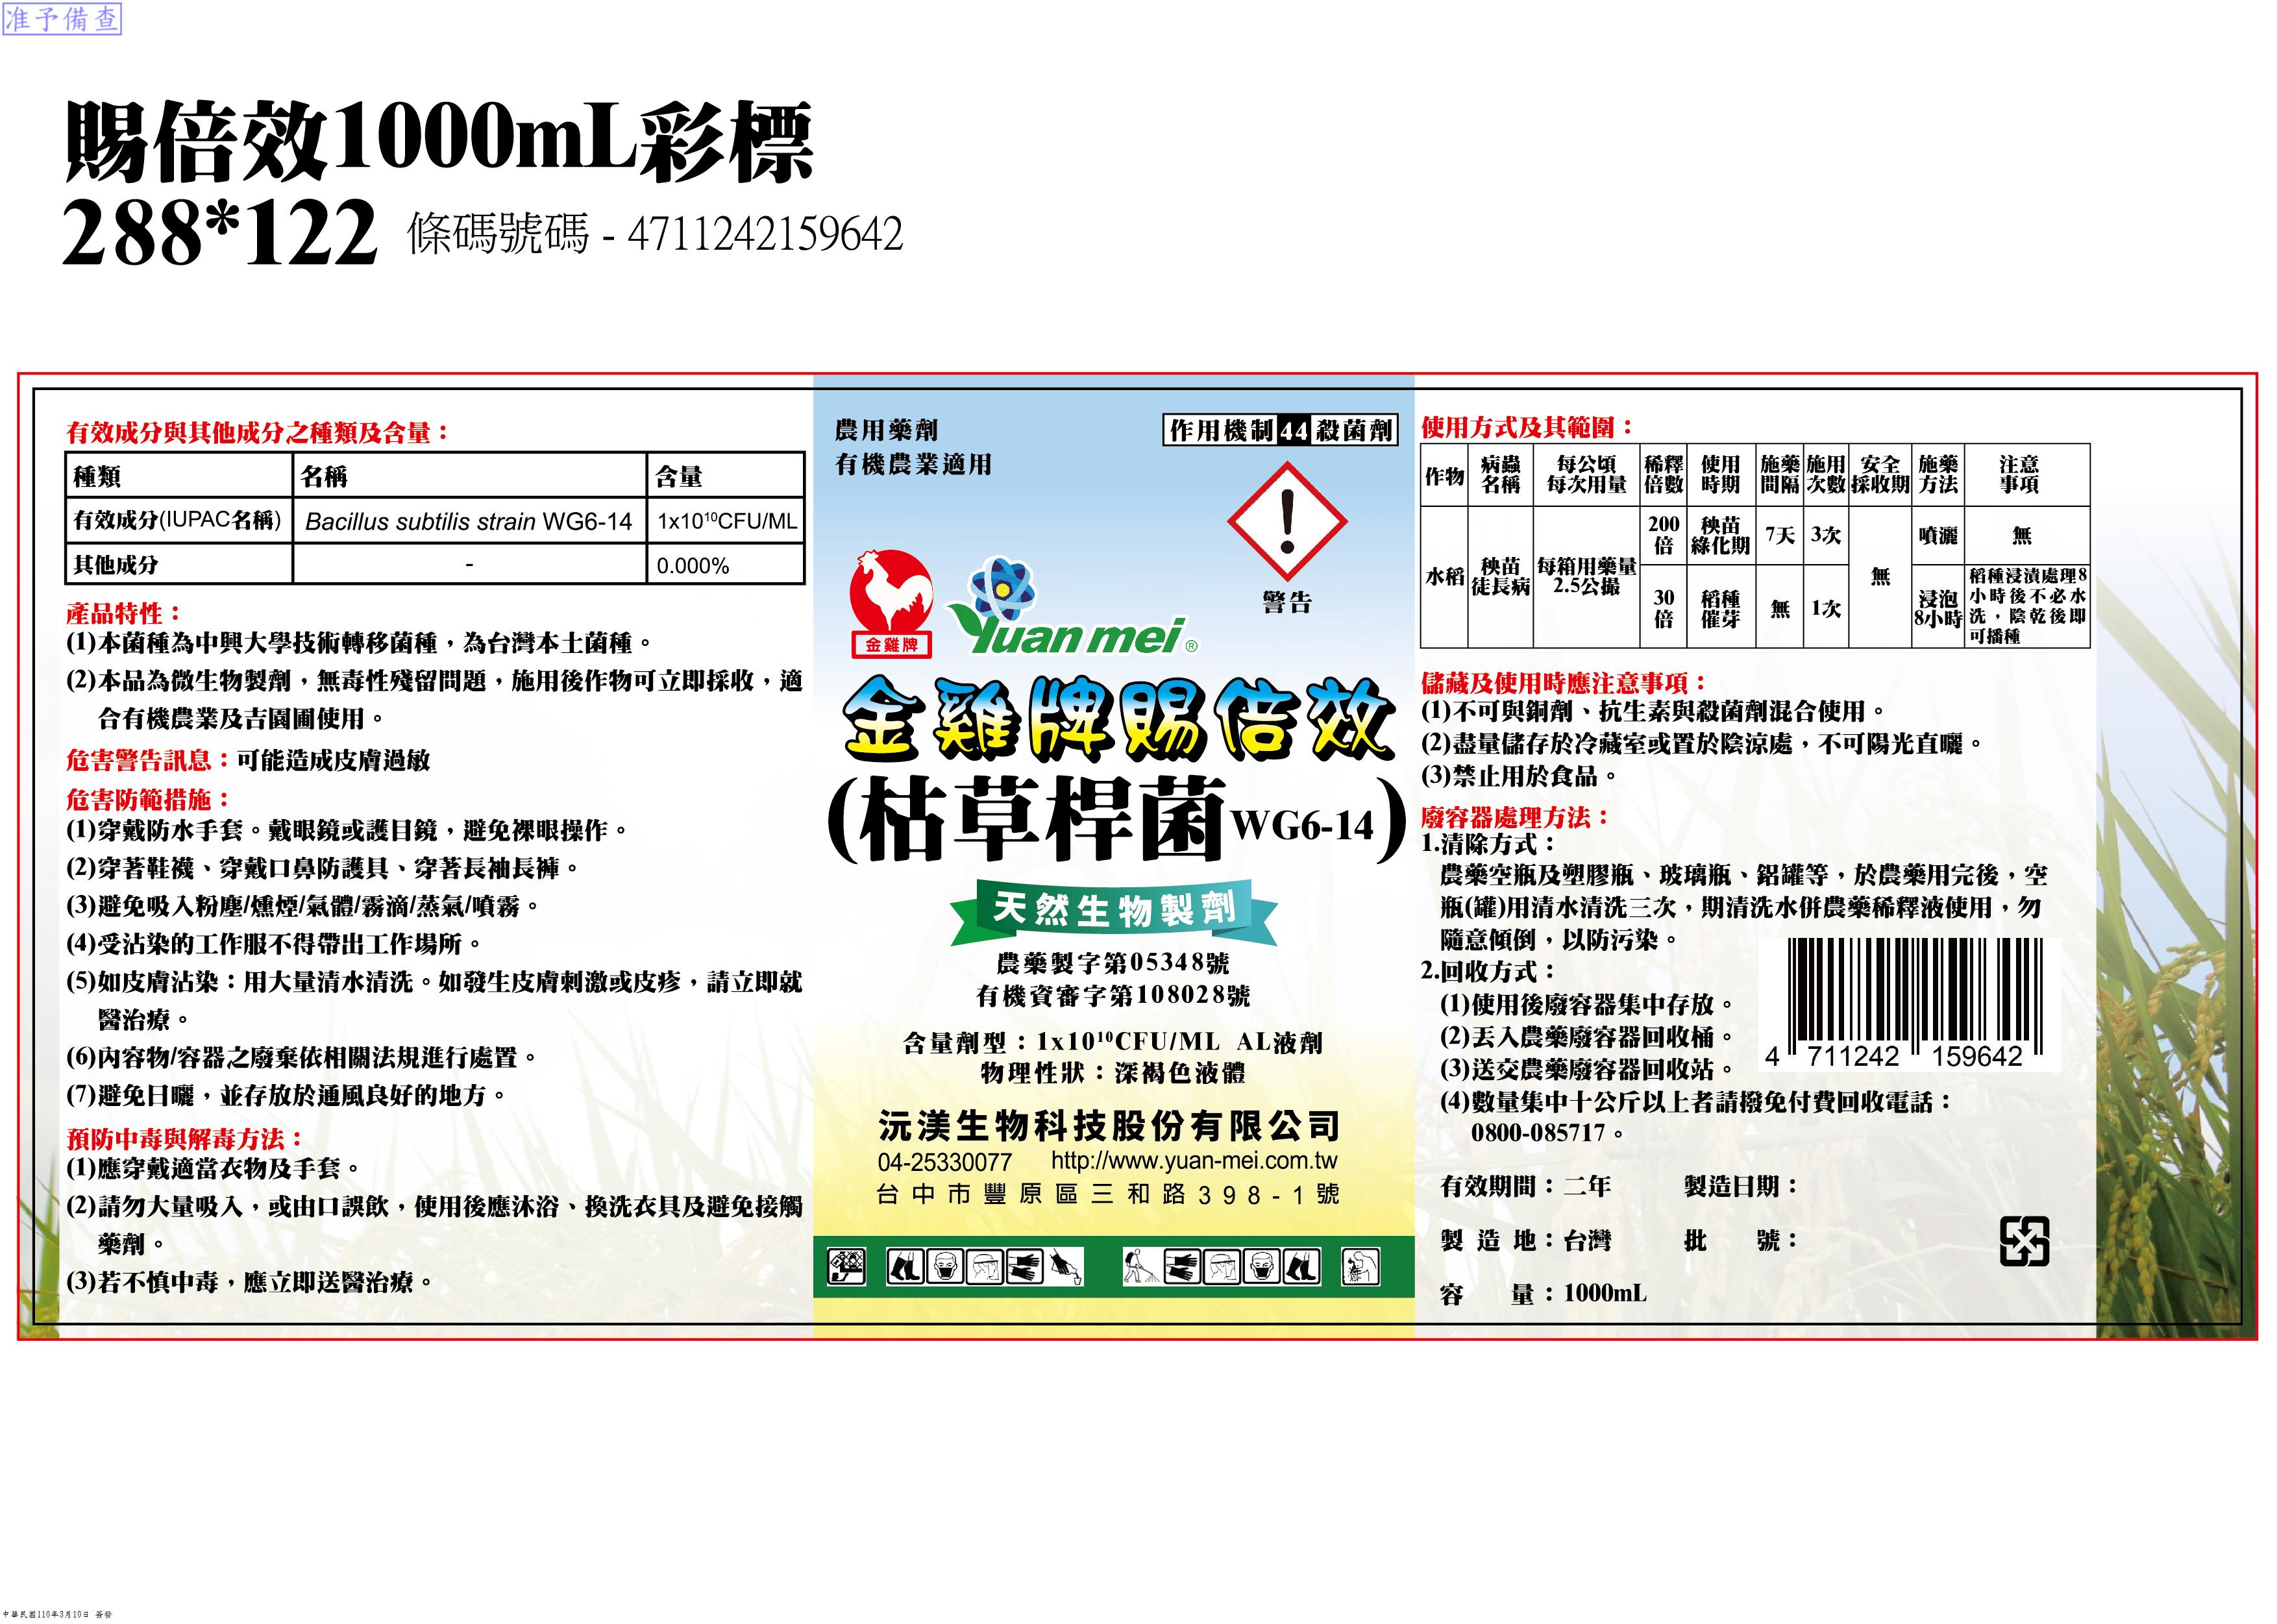 准予備查
賜倍效1000mL彩標
288*122 條碼號碼 - 4711242159642
有效成分與其他成分之種類及含量：
種類 名稱 含量
有效成分(IUPAC名稱) Bacillus subtilis strain WG6-14 1x10¹⁰CFU/ML
其他成分 - 0.000%
產品特性：
(1)本菌種為中興大學技術轉移菌種，為台灣本土菌種。
(2)本品為微生物製劑，無毒性殘留問題，施用後作物可立即採收，適
合有機農業及吉園圃使用。
危害警告訊息：可能造成皮膚過敏
危害防範措施：
(1)穿戴防水手套。戴眼鏡或護目鏡，避免裸眼操作。
(2)穿著鞋襪、穿戴口鼻防護具、穿著長袖長褲。
(3)避免吸入粉塵/燻煙/氣體/霧滴/蒸氣/噴霧。
(4)受沾染的工作服不得帶出工作場所。
(5)如皮膚沾染：用大量清水清洗。如發生皮膚刺激或皮疹，請立即就
醫治療。
(6)內容物/容器之廢棄依相關法規進行處置。
(7)避免日曬，並存放於通風良好的地方。
預防中毒與解毒方法：
(1)應穿戴適當衣物及手套。
(2)請勿大量吸入，或由口誤飲，使用後應沐浴、換洗衣具及避免接觸
藥劑。
(3)若不慎中毒，應立即送醫治療。
農用藥劑
有機農業適用
作用機制44殺菌劑
警告
金雞牌
Yuan mei®
金雞牌賜倍效
(枯草桿菌WG6-14)
天然生物製劑
農藥製字第05348號
有機資審字第108028號
含量劑型：1x10¹⁰CFU/ML AL液劑
物理性狀：深褐色液體
沅渼生物科技股份有限公司
04-25330077 http://www.yuan-mei.com.tw
台中市豐原區三和路398-1號
使用方式及其範圍：
作物 病蟲名稱 每公頃每次用量 稀釋倍數 使用時期 施藥間隔 施用次數 安全採收期 施藥方法 注意事項
水稻 秧苗徒長病 每箱用藥量2.5公撮 200倍 秧苗綠化期 7天 3次 無 噴灑 無
30倍 稻種催芽 無 1次 浸泡8小時 稻種浸漬處理8小時後不必水洗，陰乾後即可播種
儲藏及使用時應注意事項：
(1)不可與銅劑、抗生素與殺菌劑混合使用。
(2)盡量儲存於冷藏室或置於陰涼處，不可陽光直曬。
(3)禁止用於食品。
廢容器處理方法：
1.清除方式：
農藥空瓶及塑膠瓶、玻璃瓶、鋁罐等，於農藥用完後，空
瓶(罐)用清水清洗三次，期清洗水併農藥稀釋液使用，勿
隨意傾倒，以防污染。
2.回收方式：
(1)使用後廢容器集中存放。
(2)丟入農藥廢容器回收桶。
(3)送交農藥廢容器回收站。
(4)數量集中十公斤以上者請撥免付費回收電話：
0800-085717。
4 711242 159642
有效期間：二年 製造日期：
製造地：台灣 批號：
容量：1000mL
中華民國110年3月10日 簽發